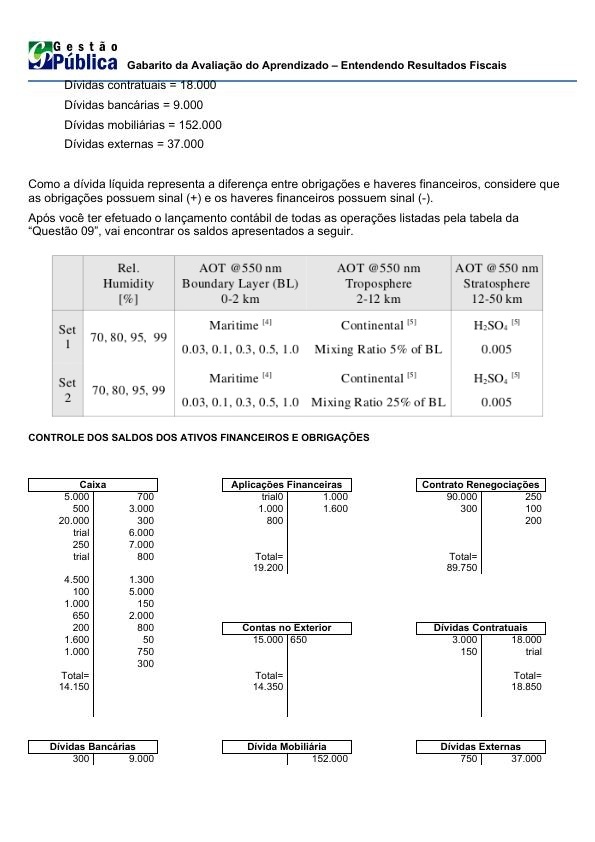 Gestão
Pública
Gabarito da Avaliação do Aprendizado – Entendendo Resultados Fiscais
Dívidas contratuais = 18.000
Dívidas bancárias = 9.000
Dívidas mobiliárias = 152.000
Dívidas externas = 37.000
Como a dívida líquida representa a diferença entre obrigações e haveres financeiros, considere que
as obrigações possuem sinal (+) e os haveres financeiros possuem sinal (-).
Após você ter efetuado o lançamento contábil de todas as operações listadas pela tabela da
“Questão 09”, vai encontrar os saldos apresentados a seguir.
Rel. AOT @550 nm AOT @550 nm AOT @550 nm
Humidity Boundary Layer (BL) Troposphere Stratosphere
[%] 0-2 km 2-12 km 12-50 km
Set 1 70, 80, 95, 99 Maritime [4] Continental [5] H₂SO₄ [5]
0.03, 0.1, 0.3, 0.5, 1.0 Mixing Ratio 5% of BL 0.005
Set 2 70, 80, 95, 99 Maritime [4] Continental [5] H₂SO₄ [5]
0.03, 0.1, 0.3, 0.5, 1.0 Mixing Ratio 25% of BL 0.005
CONTROLE DOS SALDOS DOS ATIVOS FINANCEIROS E OBRIGAÇÕES
Caixa
5.000 700
500 3.000
20.000 300
trial 6.000
250 7.000
trial 800
4.500 1.300
100 5.000
1.000 150
650 2.000
200 800
1.600 50
1.000 750
300
Total=
14.150
Aplicações Financeiras
trial0 1.000
1.000 1.600
800
Total=
19.200
Contrato Renegociações
90.000 250
300 100
200
Total=
89.750
Contas no Exterior
15.000 650
Total=
14.350
Dívidas Contratuais
3.000 18.000
150 trial
Total=
18.850
Dívidas Bancárias
300 9.000
Dívida Mobiliária
152.000
Dívidas Externas
750 37.000